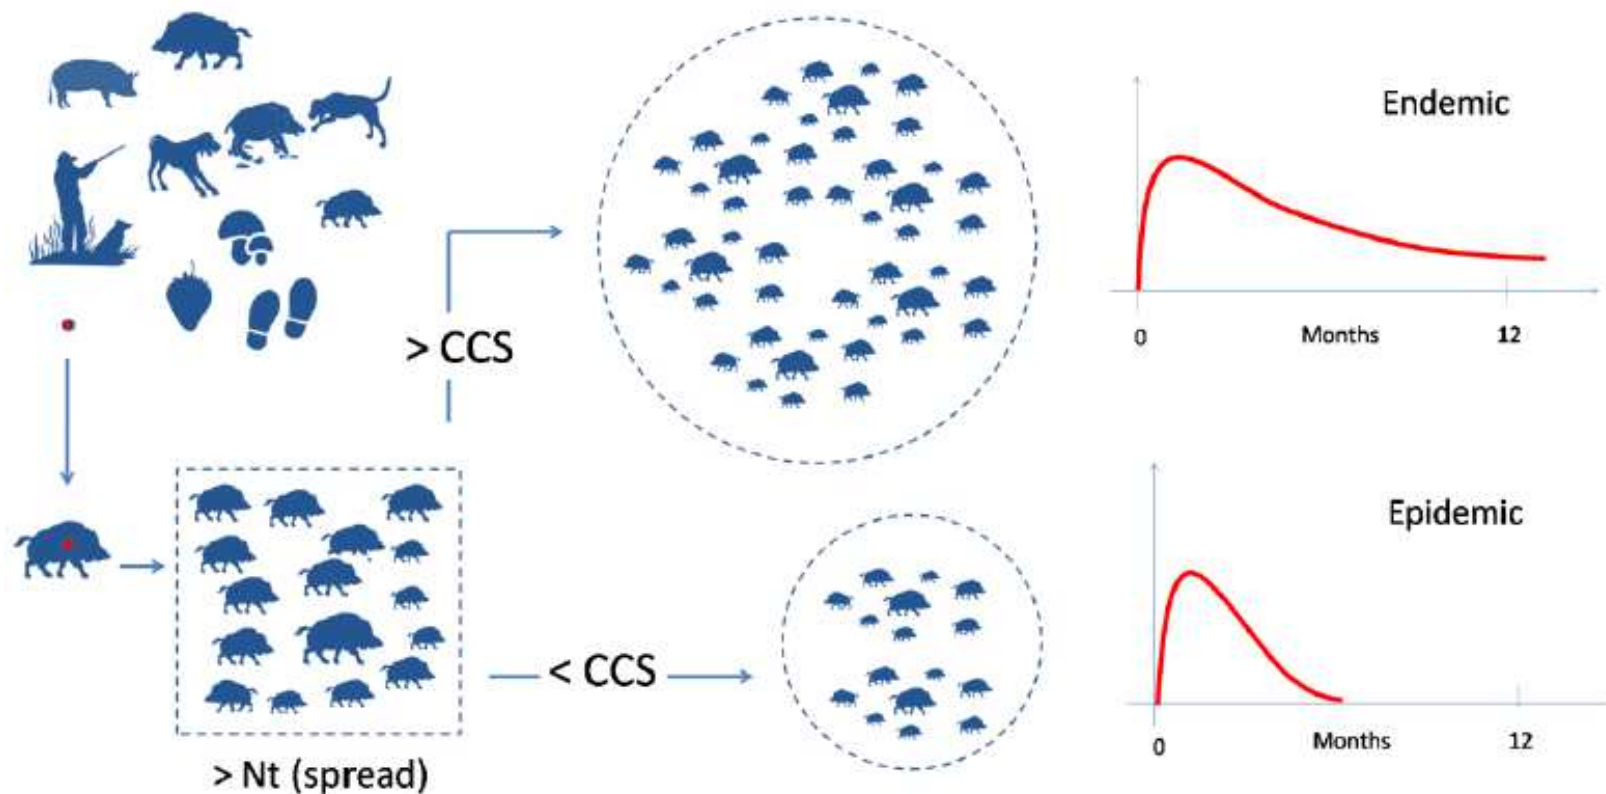 Endemic
0
Months
12
> CCS
Epidemic
< CCS
0
Months
12
> Nt (spread)